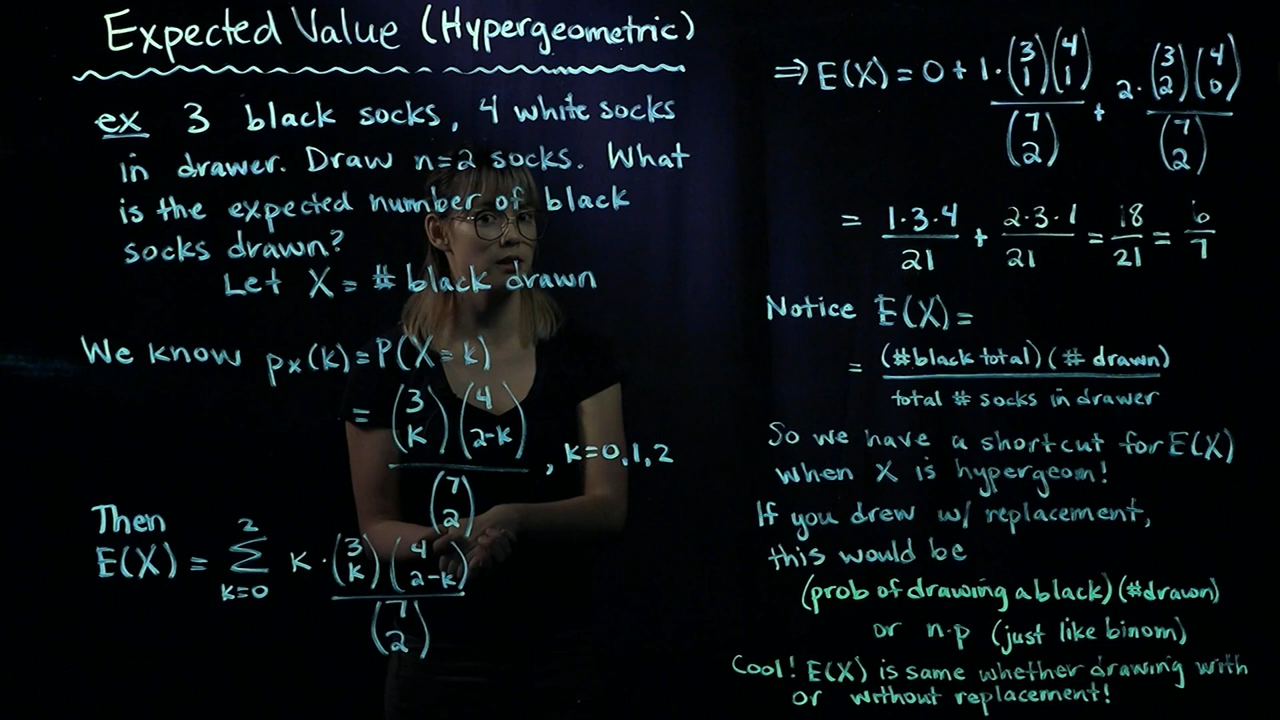 Expected Value (Hypergeometric)
ex 3 black socks, 4 white socks
in drawer. Draw n=2 socks. What
is the expected number of black
socks drawn?
Let X = # black drawn
We know pₓ(k) = P(X=k)
= (3 K)(4 2-k) / (7 2), K=0,1,2
Then
E(X) = Σ_{k=0}^{2} K · (3 k)(4 2-k) / (7 2)
⇒ E(X) = 0 + 1·(3 1)(4 1) / (7 2) + 2·(3 2)(4 0) / (7 2)
= 1·3·4 / 21 + 2·3·1 / 21 = 18/21 = 6/7
Notice E(X) =
= (#black total)(# drawn) / total # socks in drawer
So we have a shortcut for E(X)
when X is hypergeom!
If you drew w/ replacement,
this would be
(prob of drawing a black)(#drawn)
or n·p (just like binom)
Cool! E(X) is same whether drawing with
or without replacement!